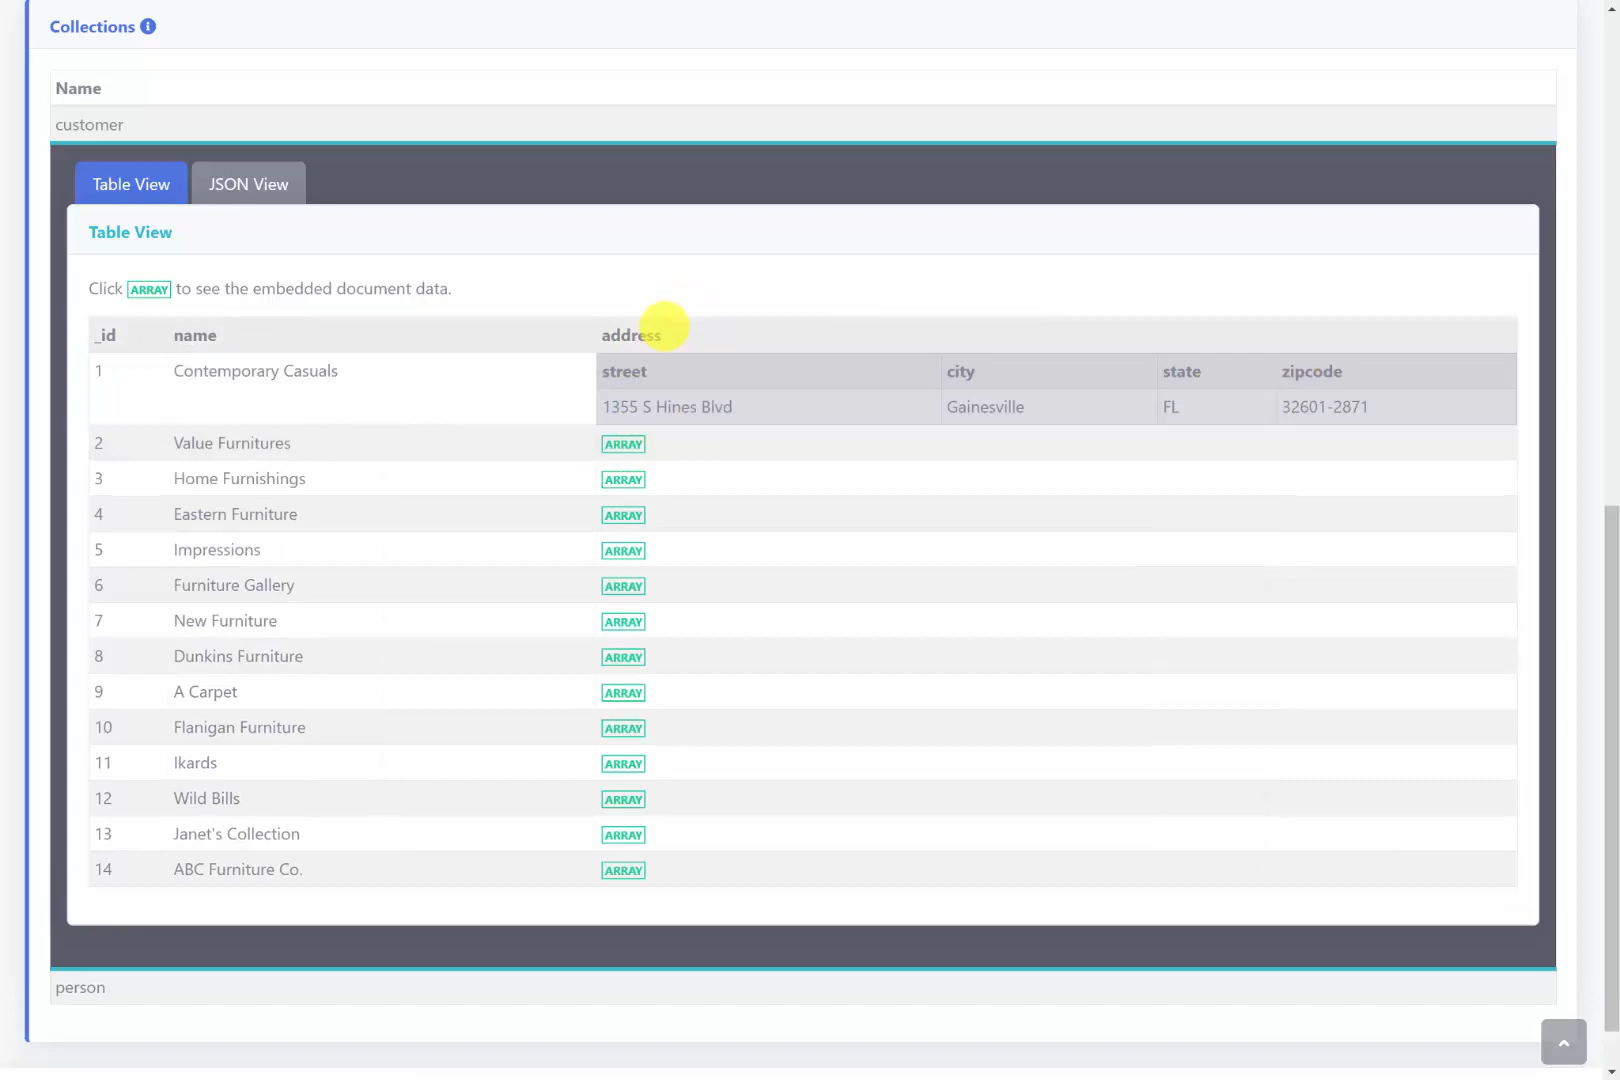 Collections
Name
customer
Table View JSON View
Table View
Click ARRAY to see the embedded document data.
_id name address
1 Contemporary Casuals street city state zipcode
1355 S Hines Blvd Gainesville FL 32601-2871
2 Value Furnitures ARRAY
3 Home Furnishings ARRAY
4 Eastern Furniture ARRAY
5 Impressions ARRAY
6 Furniture Gallery ARRAY
7 New Furniture ARRAY
8 Dunkins Furniture ARRAY
9 A Carpet ARRAY
10 Flanigan Furniture ARRAY
11 Ikards ARRAY
12 Wild Bills ARRAY
13 Janet's Collection ARRAY
14 ABC Furniture Co. ARRAY
person